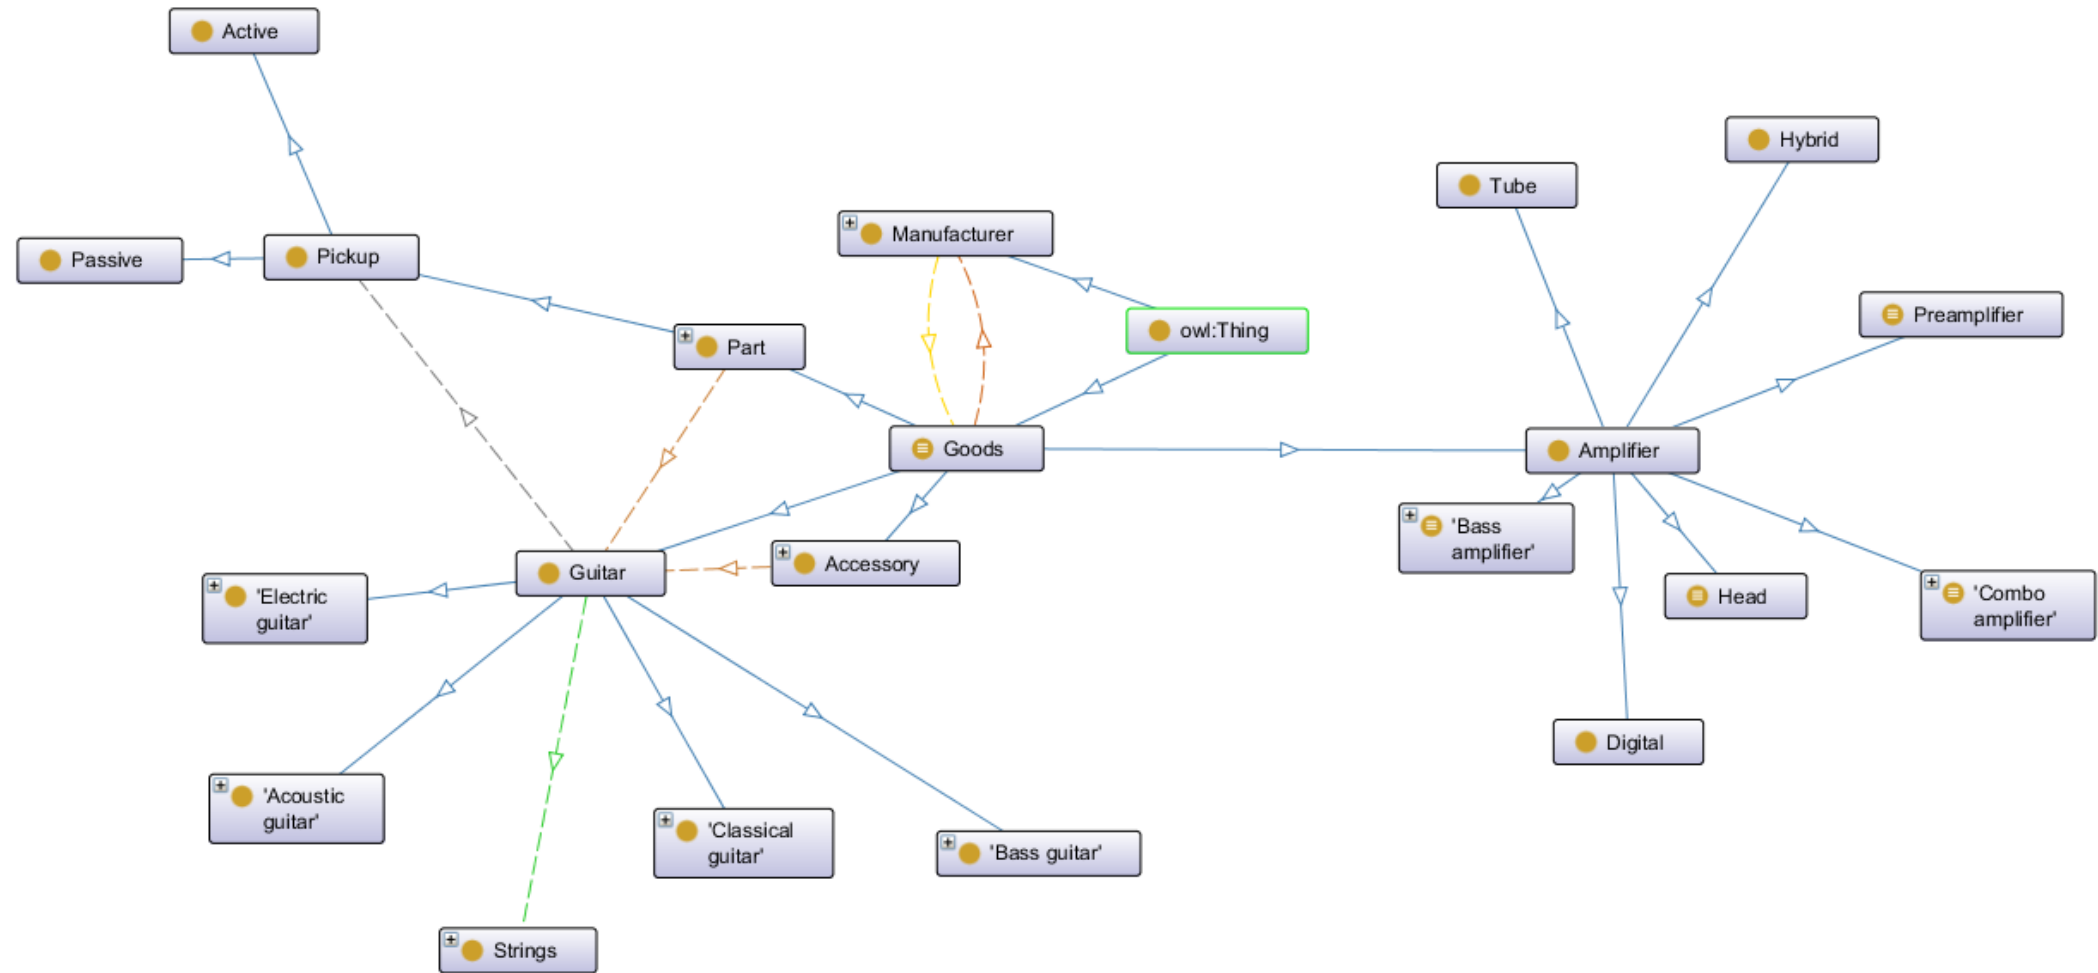 Active
Hybrid
Tube
Manufacturer
Pickup
Passive
Preamplifier
owl:Thing
Part
Goods
Amplifier
'Bass
amplifier'
Accessory
Guitar
'Electric
guitar'
Head
'Combo
amplifier'
Digital
'Acoustic
guitar'
'Classical
guitar'
'Bass guitar'
Strings